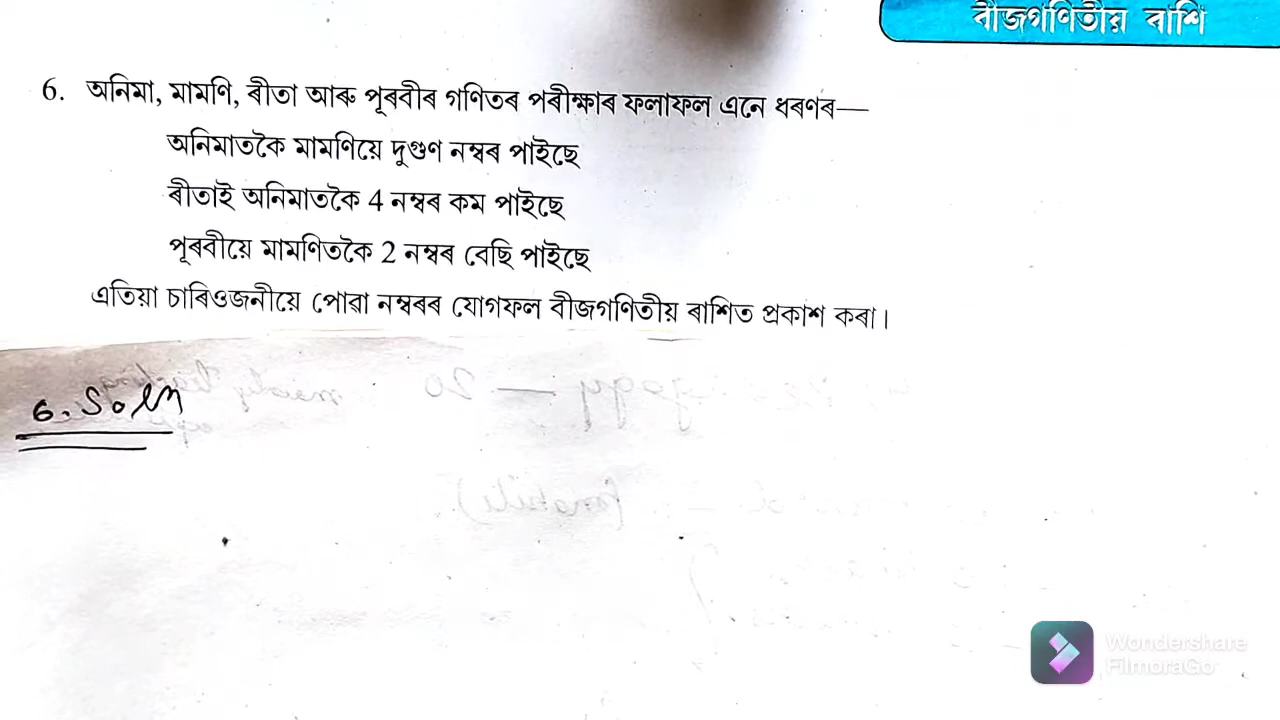 বীজগণিতীয় ৰাশি
6. অনিমা, মামণি, ৰীতা আৰু পূৰবীৰ গণিতৰ পৰীক্ষাৰ ফলাফল এনে ধৰণৰ—
অনিমাতকৈ মামণিয়ে দুগুণ নম্বৰ পাইছে
ৰীতাই অনিমাতকৈ 4 নম্বৰ কম পাইছে
পূৰবীয়ে মামণিতকৈ 2 নম্বৰ বেছি পাইছে
এতিয়া চাৰিওজনীয়ে পোৱা নম্বৰৰ যোগফল বীজগণিতীয় ৰাশিত প্ৰকাশ কৰা।
6. Soln
Wondershare
FilmoraGo